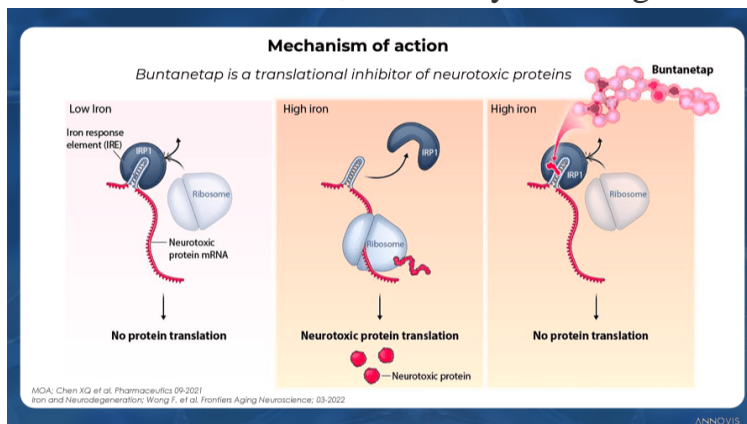 Mechanism of action
Buntanetap is a translational inhibitor of neurotoxic proteins
Buntanetap
Low Iron
Iron response
element (IRE)
IRP1
Ribosome
Neurotoxic
protein mRNA
No protein translation
High iron
IRP1
Ribosome
Neurotoxic protein translation
Neurotoxic protein
High iron
IRP1
Ribosome
No protein translation
MOA; Chen XQ et al. Pharmaceutics 09-2021
Iron and Neurodegeneration; Wong F. et al. Frontiers Aging Neuroscience; 03-2022
ANNOVIS